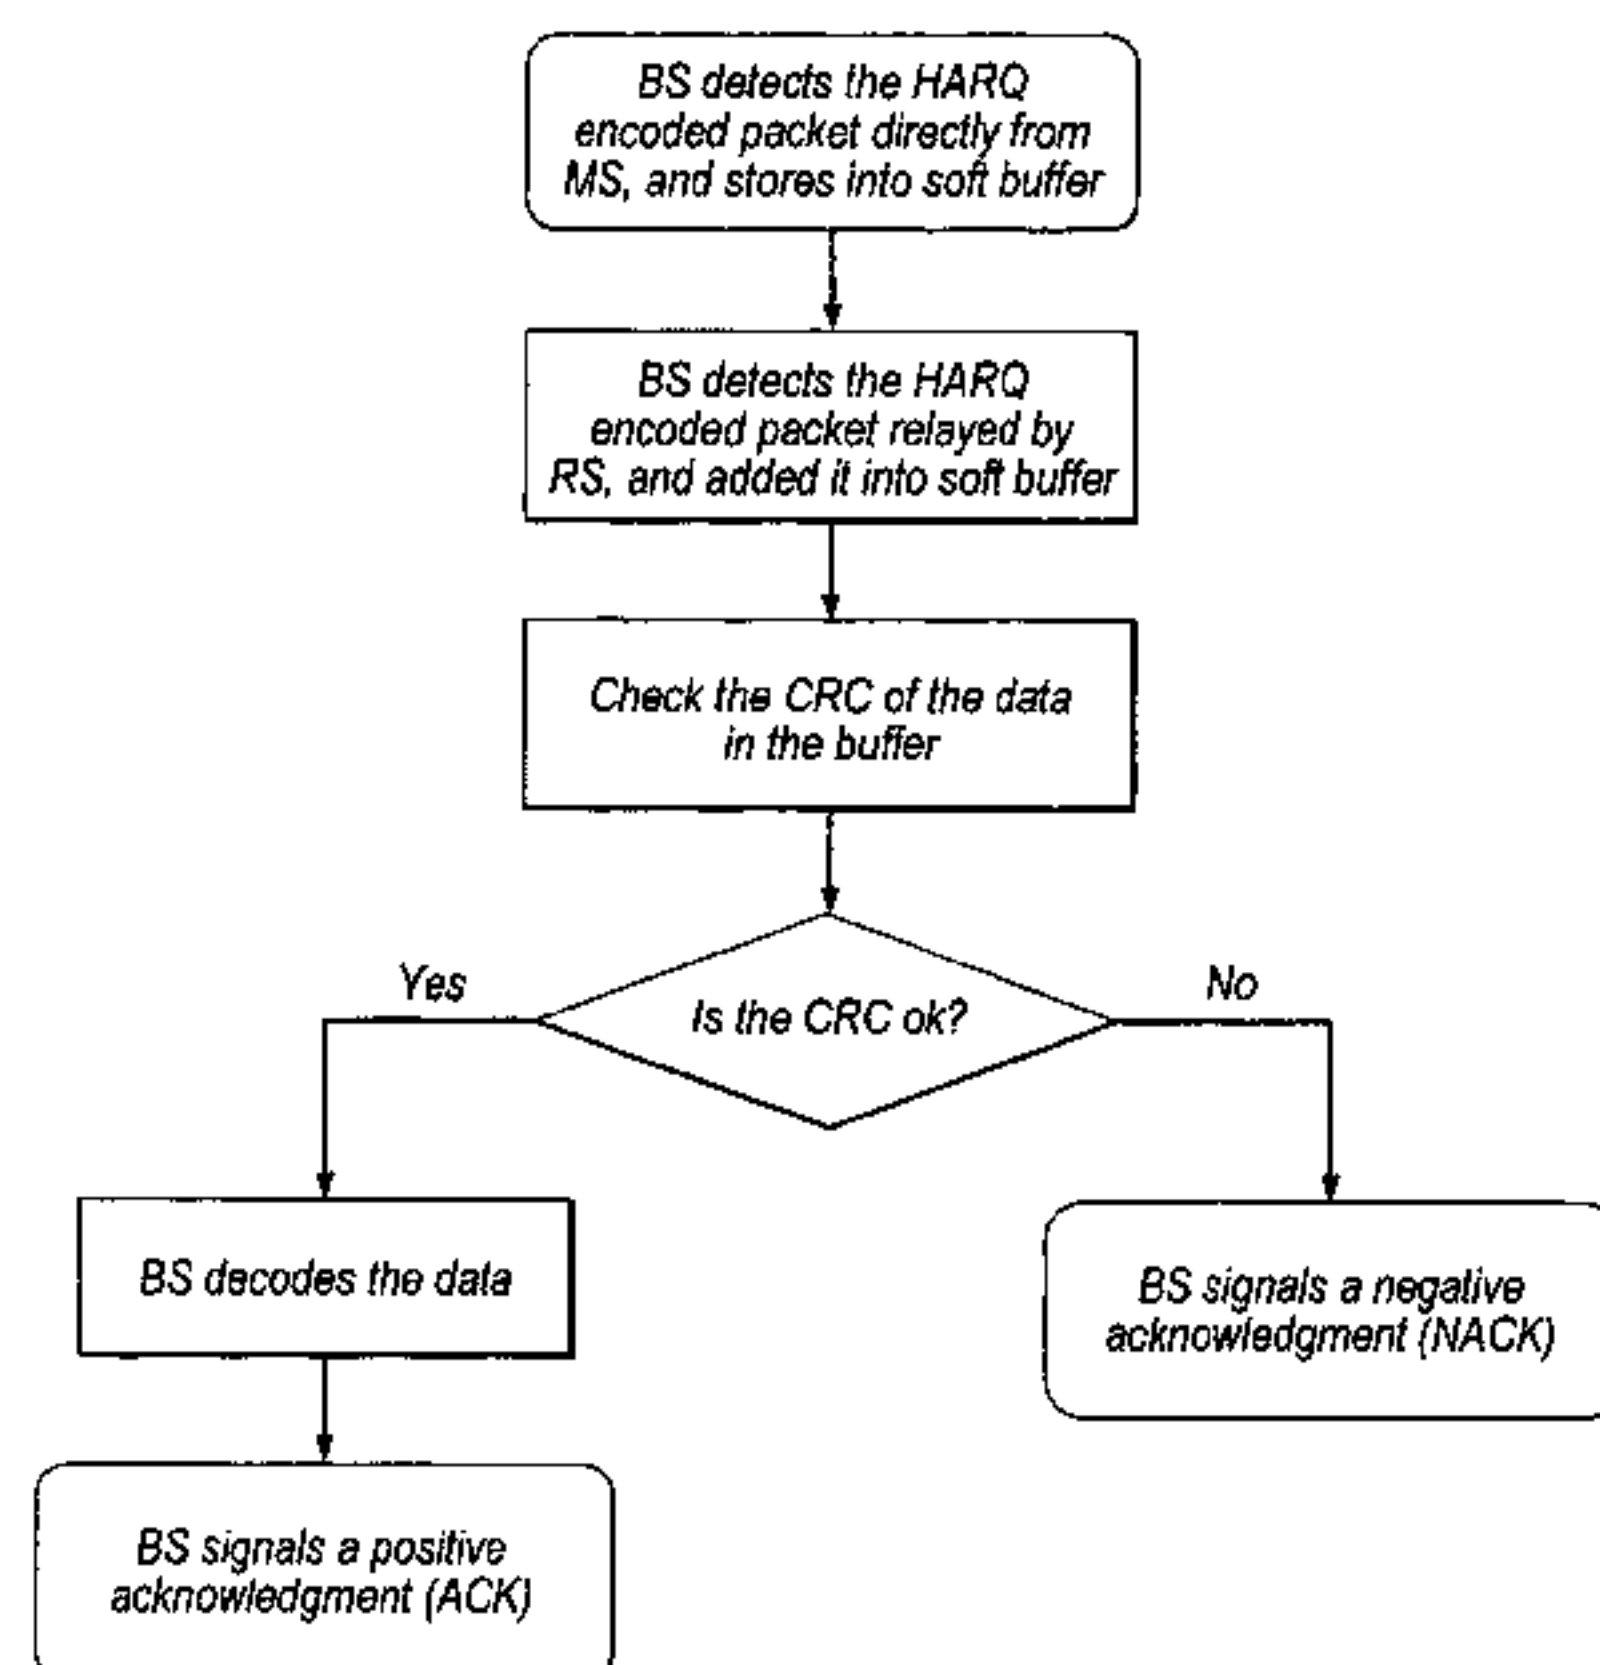 BS detects the HARQ
encoded packet directly from
MS, and stores into soft buffer
BS detects the HARQ
encoded packet relayed by
RS, and added it into soft buffer
Check the CRC of the data
in the buffer
Is the CRC ok?
Yes
No
BS decodes the data
BS signals a negative
acknowledgment (NACK)
BS signals a positive
acknowledgment (ACK)